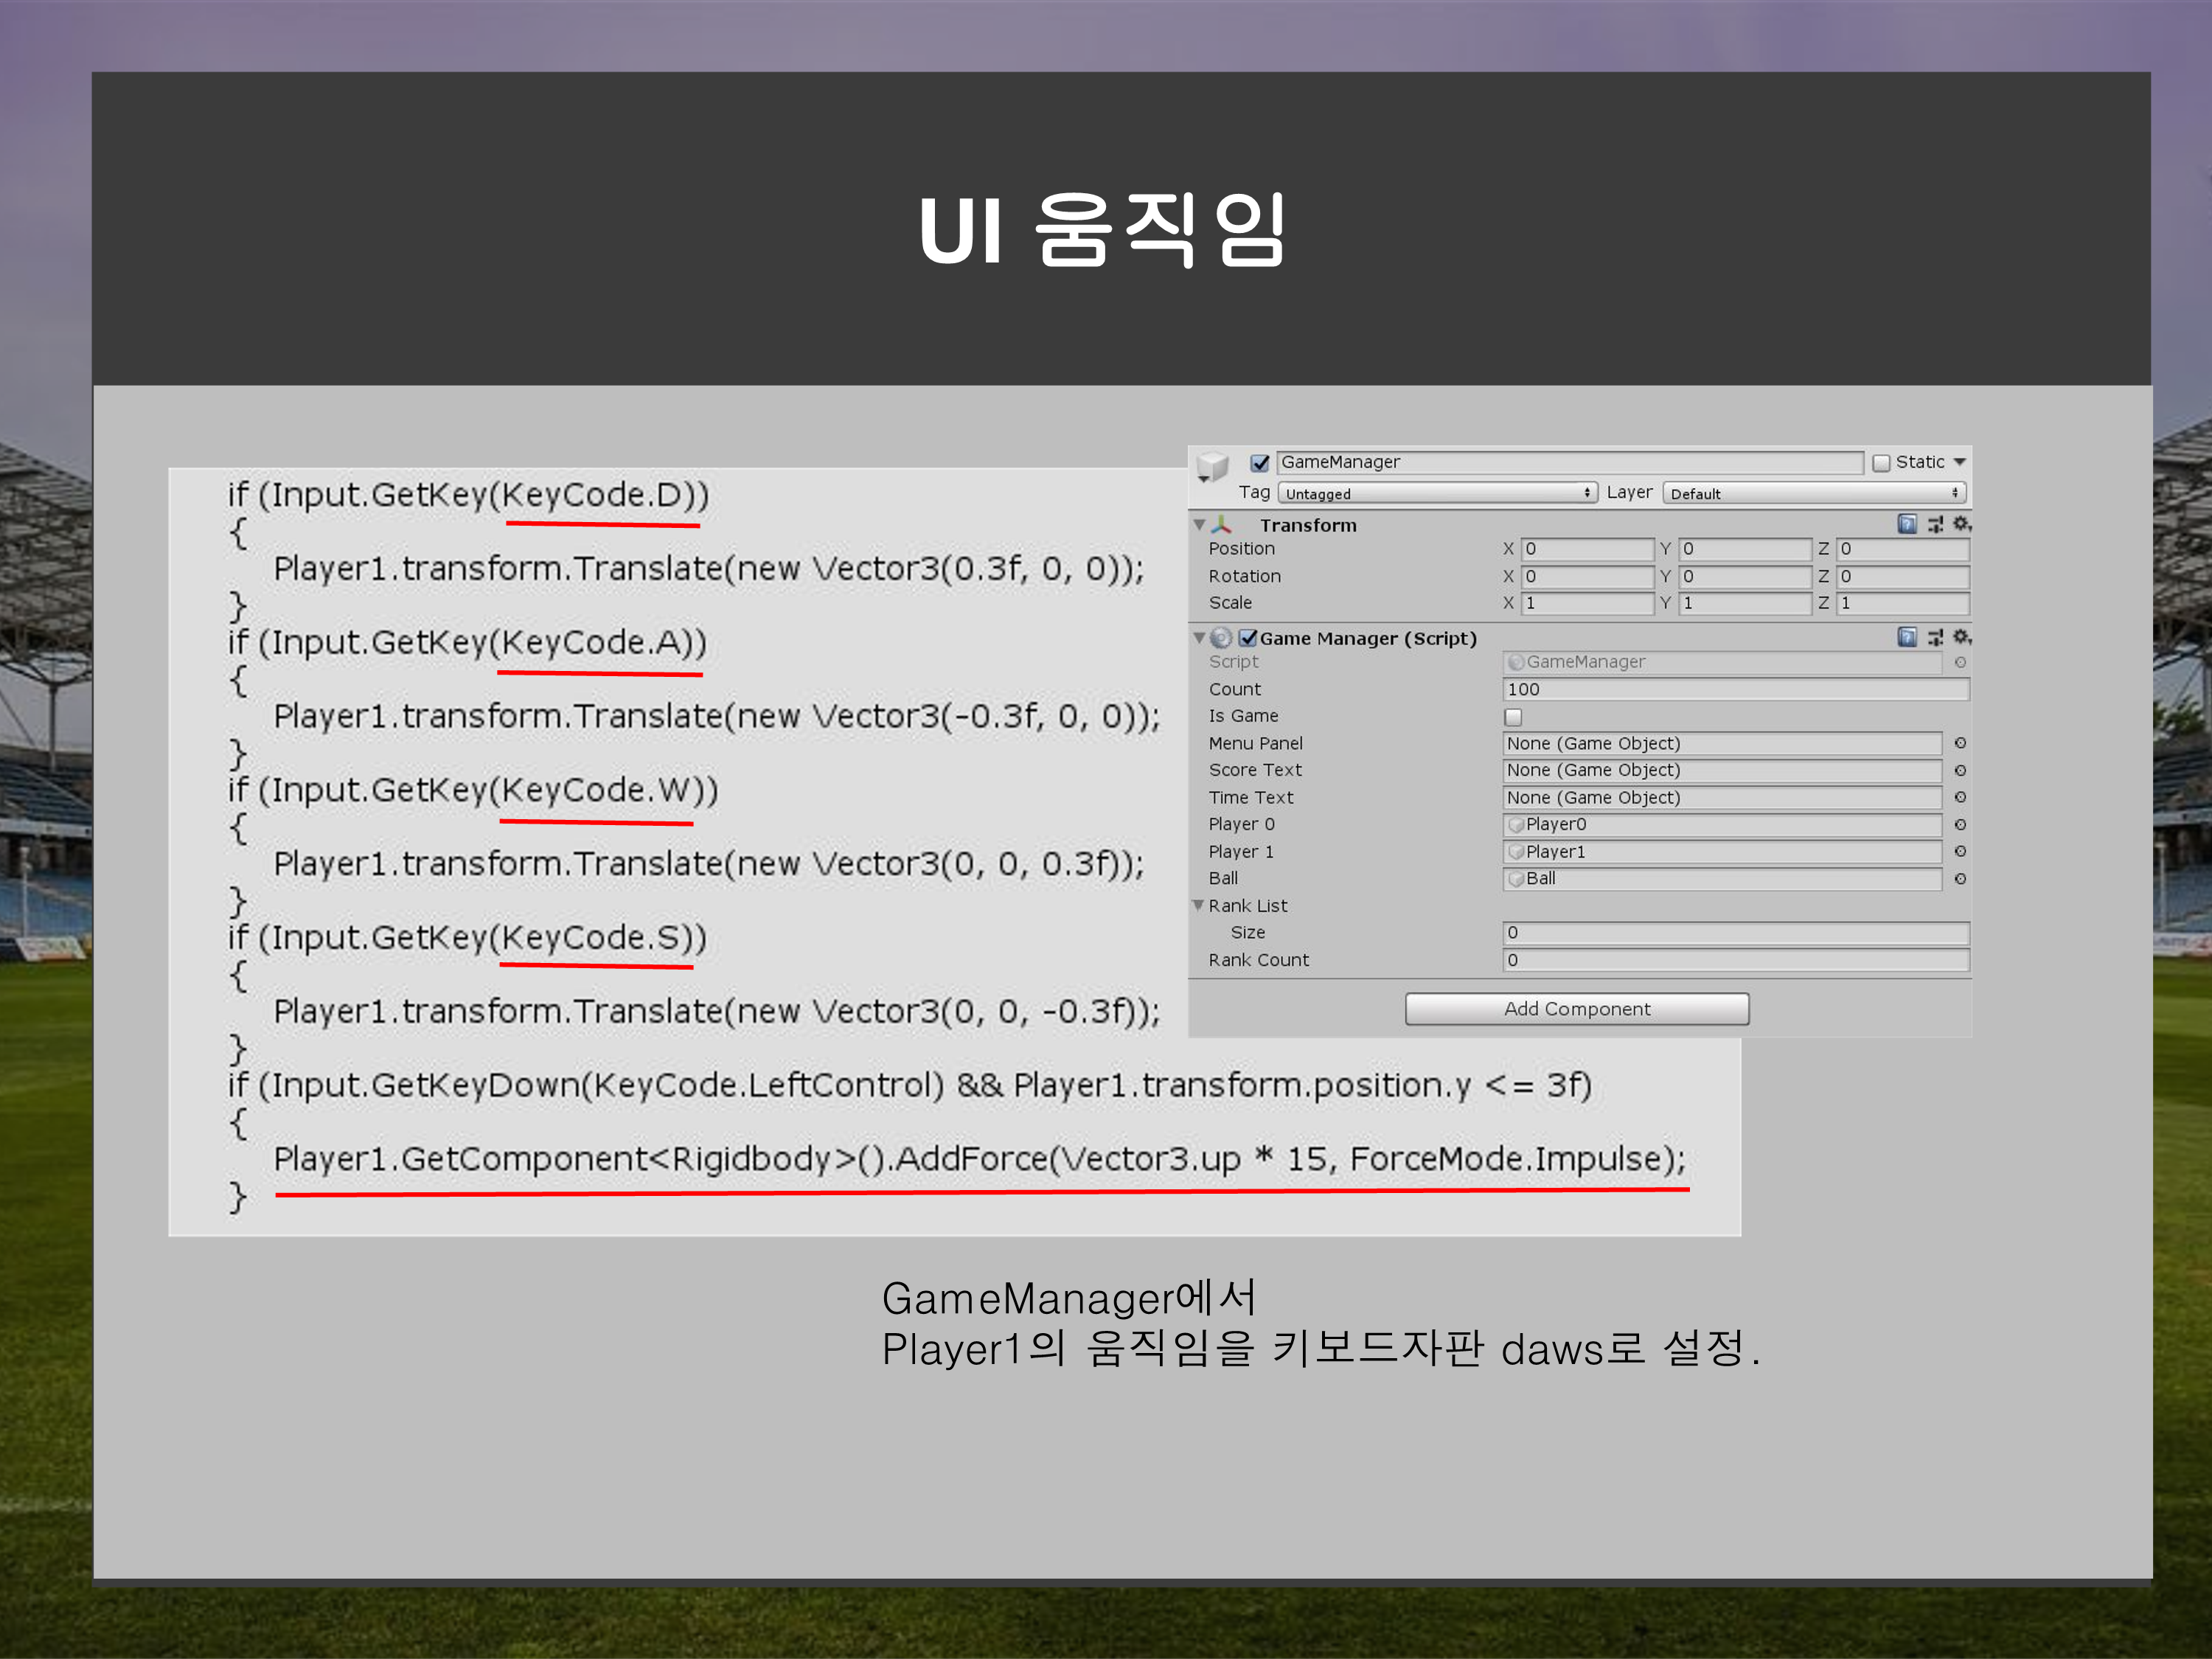 UI 움직임
if (Input.GetKey(KeyCode.D))
{
Player1.transform.Translate(new Vector3(0.3f, 0, 0));
}
if (Input.GetKey(KeyCode.A))
{
Player1.transform.Translate(new Vector3(-0.3f, 0, 0));
}
if (Input.GetKey(KeyCode.W))
{
Player1.transform.Translate(new Vector3(0, 0, 0.3f));
}
if (Input.GetKey(KeyCode.S))
{
Player1.transform.Translate(new Vector3(0, 0, -0.3f));
}
if (Input.GetKeyDown(KeyCode.LeftControl) && Player1.transform.position.y <= 3f)
{
Player1.GetComponent<Rigidbody>().AddForce(Vector3.up * 15, ForceMode.Impulse);
}
GameManager Static
Tag Untagged Layer Default
Transform
Position X 0 Y 0 Z 0
Rotation X 0 Y 0 Z 0
Scale X 1 Y 1 Z 1
Game Manager (Script)
Script GameManager
Count 100
Is Game
Menu Panel None (Game Object)
Score Text None (Game Object)
Time Text None (Game Object)
Player 0 Player0
Player 1 Player1
Ball Ball
Rank List
Size 0
Rank Count 0
Add Component
GameManager에서
Player1의 움직임을 키보드자판 daws로 설정.